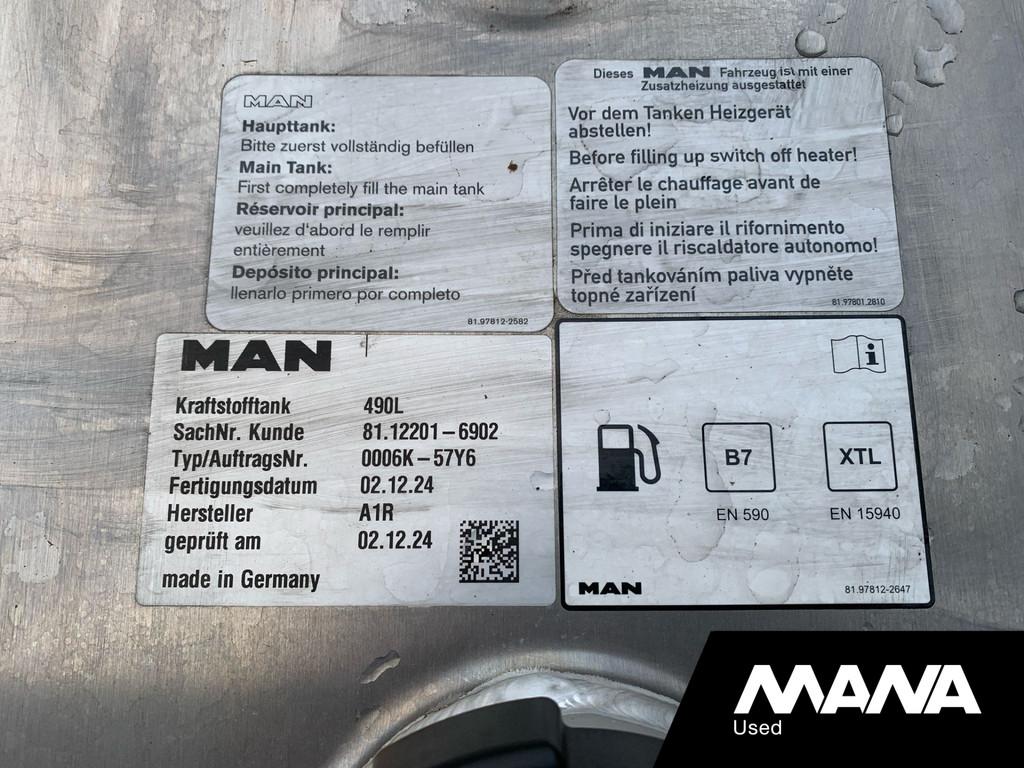 MAN
Haupttank:
Bitte zuerst vollständig befüllen
Main Tank:
First completely fill the main tank
Réservoir principal:
veuillez d'abord le remplir
entièrement
Depósito principal:
llenarlo primero por completo
81.97812-2582
Dieses MAN Fahrzeug ist mit einer
Zusatzheizung ausgestattet
Vor dem Tanken Heizgerät
abstellen!
Before filling up switch off heater!
Arrêter le chauffage avant de
faire le plein
Prima di iniziare il rifornimento
spegnere il riscaldatore autonomo!
Před tankováním paliva vypněte
topné zařízení
81.97801.2810
MAN
Kraftstofftank 490L
SachNr. Kunde 81.12201-6902
Typ/AuftragsNr. 0006K-57Y6
Fertigungsdatum 02.12.24
Hersteller A1R
geprüft am 02.12.24
made in Germany
i
B7 XTL
EN 590 EN 15940
MAN 81.97812-2647
MANA
Used